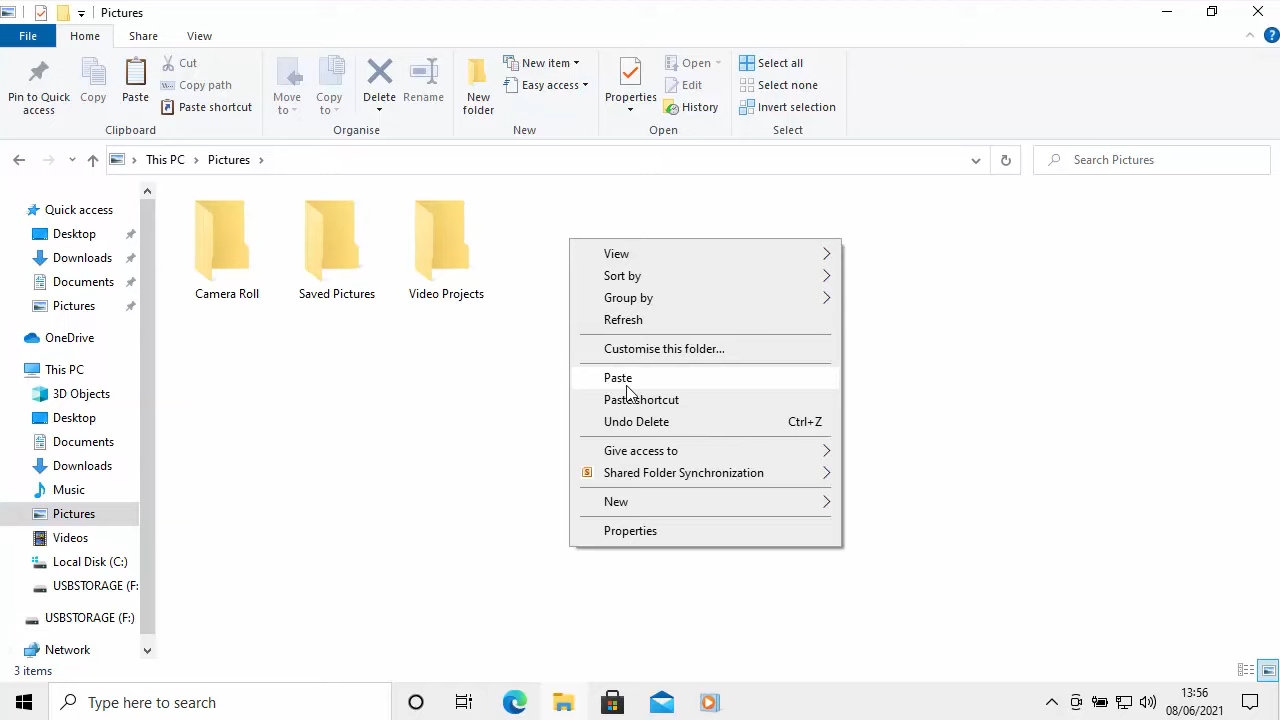 Pictures
File Home Share View
Pin to Quick access
Copy
Paste
Cut
Copy path
Paste shortcut
Clipboard
Move to
Copy to
Delete
Rename
Organise
New folder
New item
Easy access
New
Properties
Open
Edit
History
Open
Select all
Select none
Invert selection
Select
This PC > Pictures >
Search Pictures
Quick access
Desktop
Downloads
Documents
Pictures
OneDrive
This PC
3D Objects
Desktop
Documents
Downloads
Music
Pictures
Videos
Local Disk (C:)
USBSTORAGE (F:
USBSTORAGE (F:)
Network
Camera Roll
Saved Pictures
Video Projects
View
Sort by
Group by
Refresh
Customise this folder...
Paste
Paste shortcut
Undo Delete Ctrl+Z
Give access to
S Shared Folder Synchronization
New
Properties
3 items
Type here to search
13:56
08/06/2021